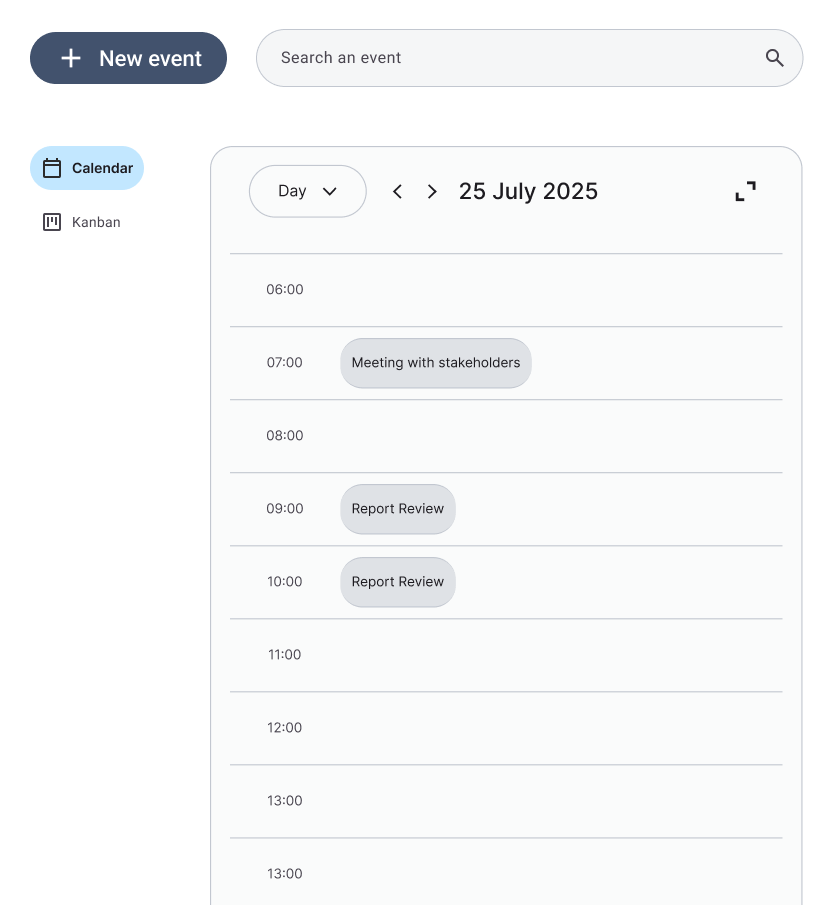 New event
Search an event
Calendar
Kanban
Day
25 July 2025
06:00
07:00 Meeting with stakeholders
08:00
09:00 Report Review
10:00 Report Review
11:00
12:00
13:00
13:00